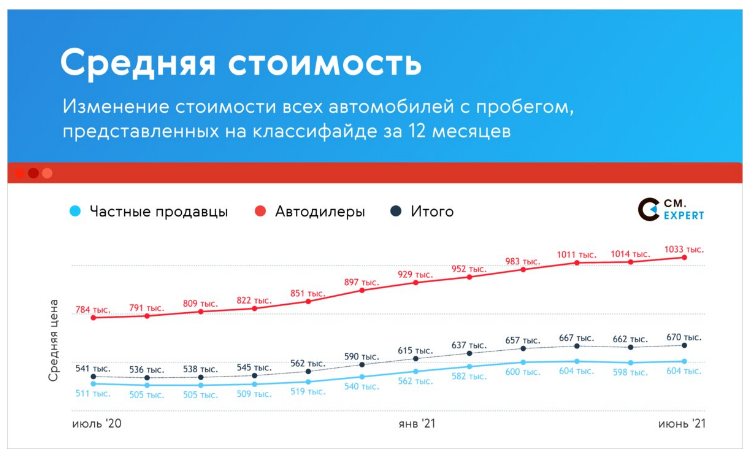 Средняя стоимость
Изменение стоимости всех автомобилей с пробегом,
представленных на классифайде за 12 месяцев
Частные продавцы
Автодилеры
Итого
CM.
EXPERT
Средняя цена
784 тыс.
791 тыс.
809 тыс.
822 тыс.
851 тыс.
897 тыс.
929 тыс.
952 тыс.
983 тыс.
1011 тыс.
1014 тыс.
1033 тыс.
541 тыс.
536 тыс.
538 тыс.
545 тыс.
562 тыс.
590 тыс.
615 тыс.
637 тыс.
657 тыс.
667 тыс.
662 тыс.
670 тыс.
511 тыс.
505 тыс.
505 тыс.
509 тыс.
519 тыс.
540 тыс.
562 тыс.
582 тыс.
600 тыс.
604 тыс.
598 тыс.
604 тыс.
июль '20
янв '21
июнь '21